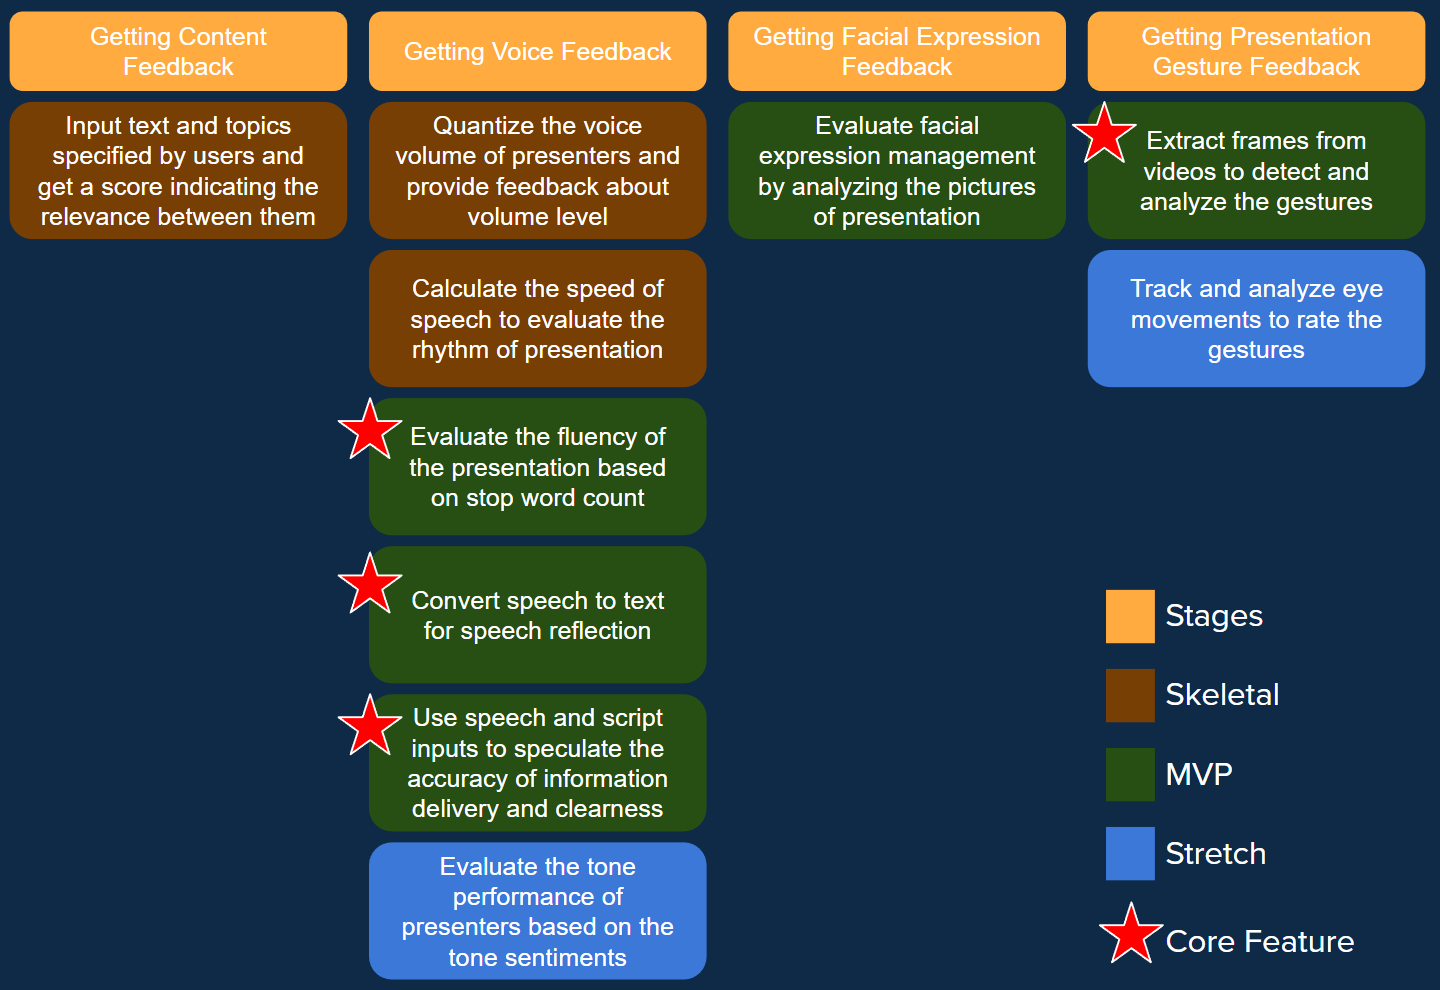 Getting Content
Feedback
Getting Voice Feedback
Getting Facial Expression
Feedback
Getting Presentation
Gesture Feedback
Input text and topics
specified by users and
get a score indicating the
relevance between them
Quantize the voice
volume of presenters and
provide feedback about
volume level
Evaluate facial
expression management
by analyzing the pictures
of presentation
Extract frames from
videos to detect and
analyze the gestures
Calculate the speed of
speech to evaluate the
rhythm of presentation
Track and analyze eye
movements to rate the
gestures
Evaluate the fluency of
the presentation based
on stop word count
Convert speech to text
for speech reflection
Use speech and script
inputs to speculate the
accuracy of information
delivery and clearness
Evaluate the tone
performance of
presenters based on the
tone sentiments
Stages
Skeletal
MVP
Stretch
Core Feature